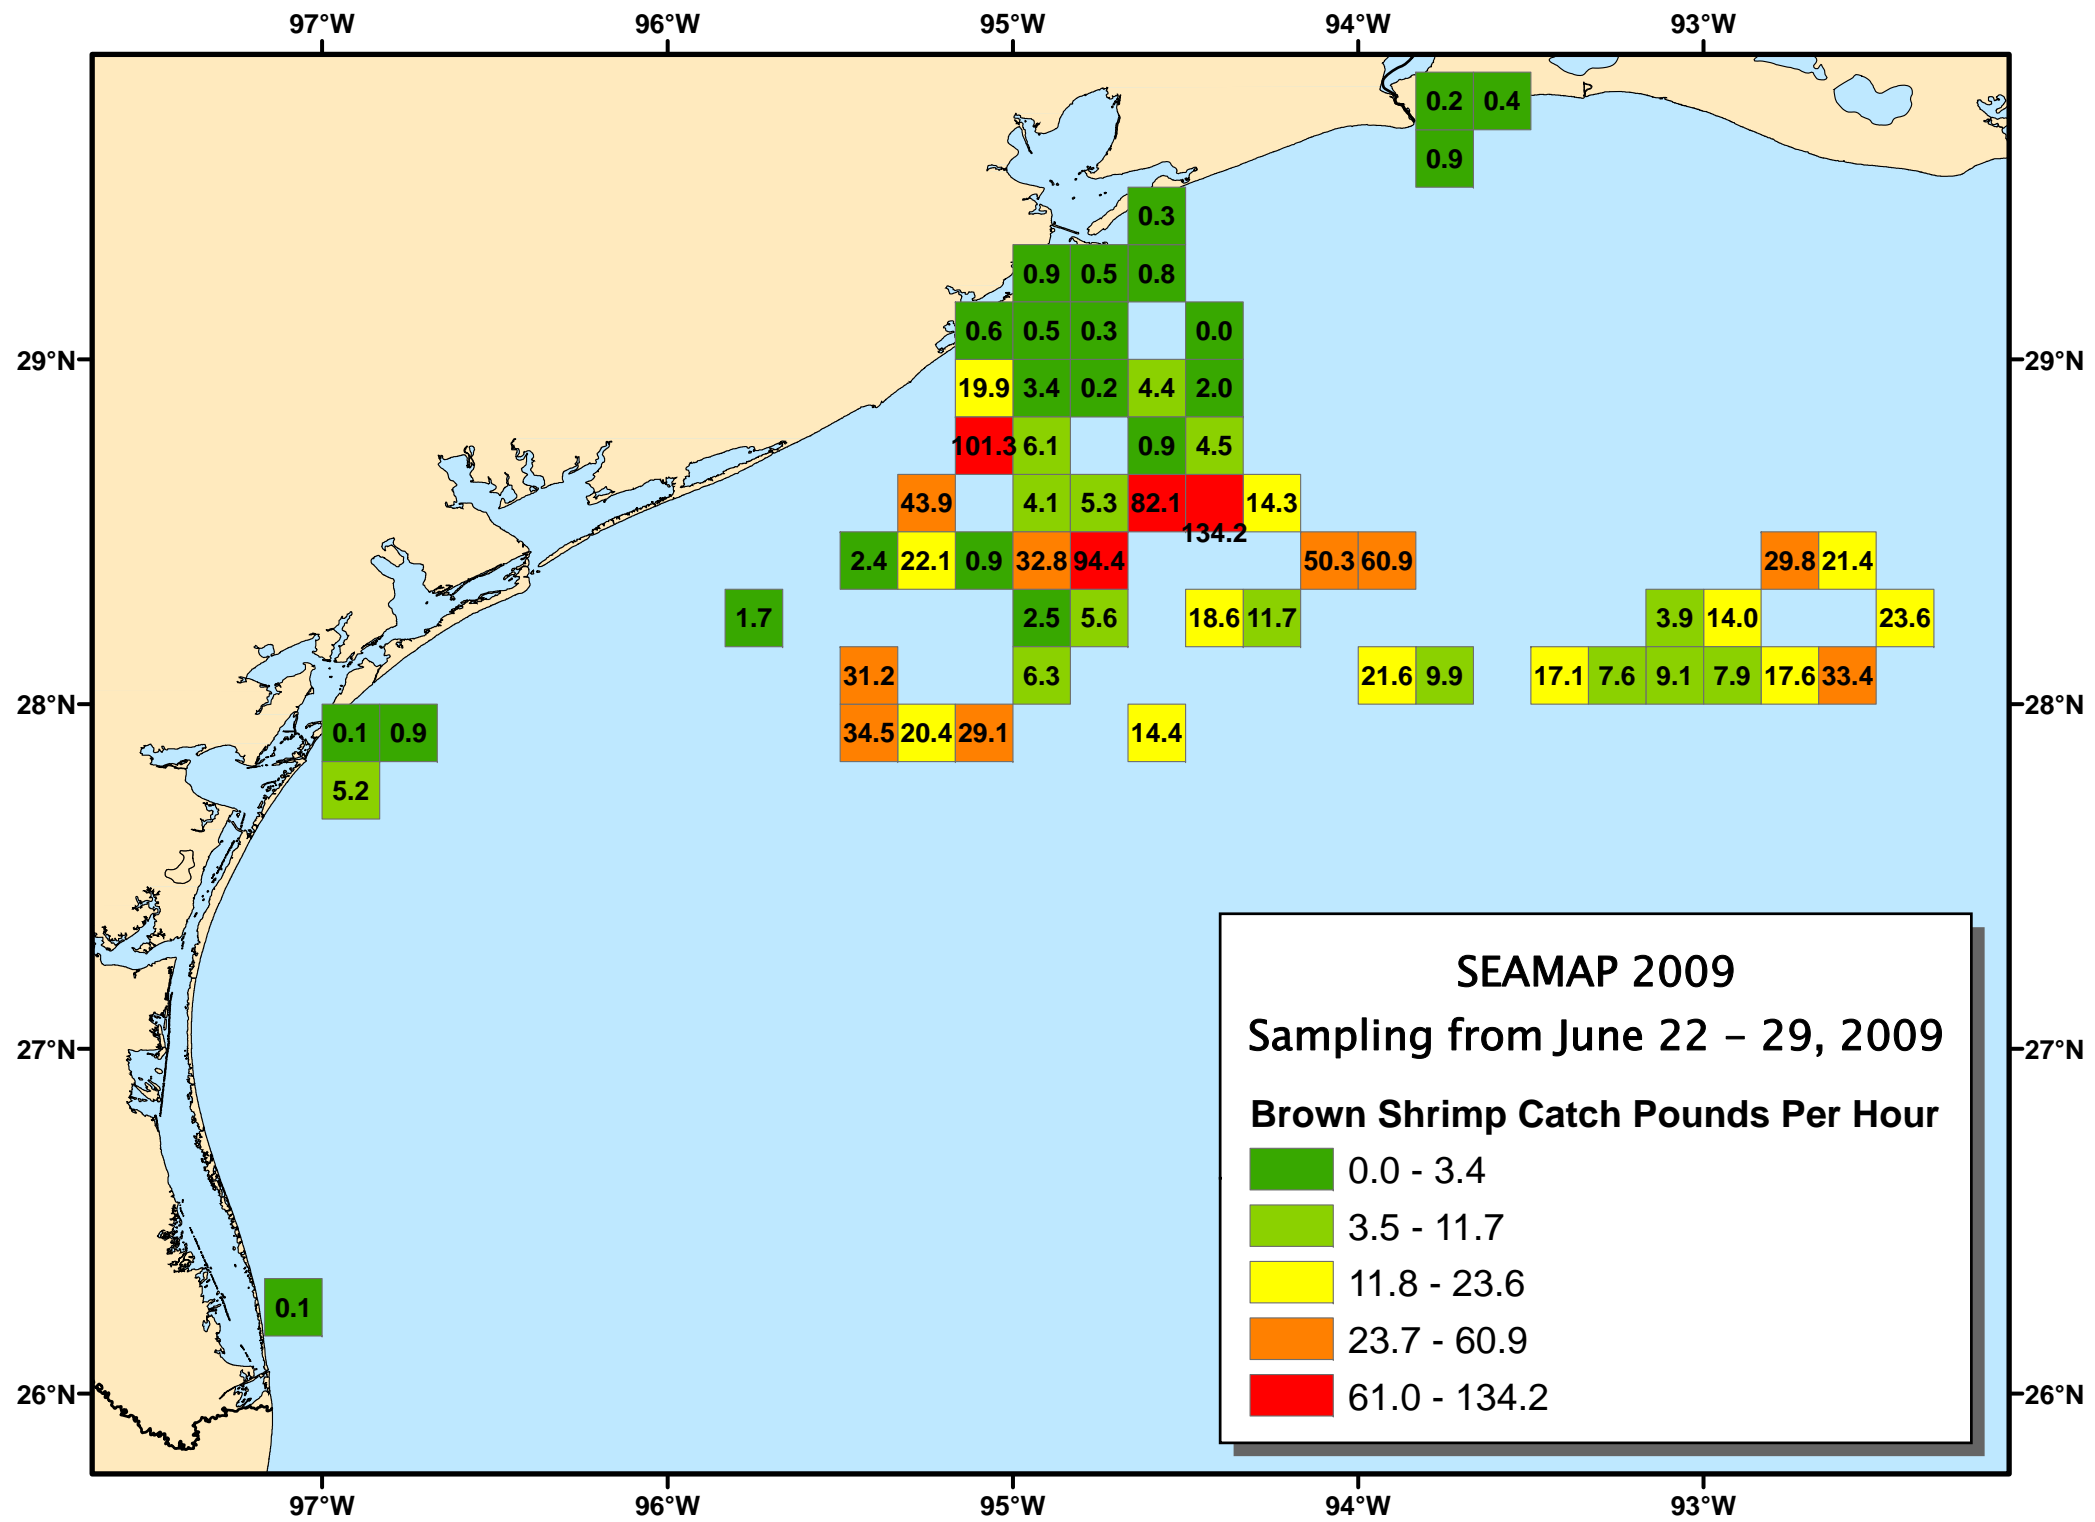 97°W 96°W 95°W 94°W 93°W
0.2 0.4
0.9
0.3
0.9 0.5 0.8
0.6 0.5 0.3 0.0
29°N 29°N
19.9 3.4 0.2 4.4 2.0
101.3 6.1 0.9 4.5
43.9 4.1 5.3 82.1 14.3
134.2
2.4 22.1 0.9 32.8 94.4 50.3 60.9 29.8 21.4
1.7 2.5 5.6 18.6 11.7 3.9 14.0 23.6
31.2 6.3 21.6 9.9 17.1 7.6 9.1 7.9 17.6 33.4
28°N 28°N
0.1 0.9 34.5 20.4 29.1 14.4
5.2
SEAMAP 2009
Sampling from June 22 – 29, 2009
27°N 27°N
Brown Shrimp Catch Pounds Per Hour
0.0 - 3.4
3.5 - 11.7
11.8 - 23.6
0.1
23.7 - 60.9
61.0 - 134.2
26°N 26°N
97°W 96°W 95°W 94°W 93°W